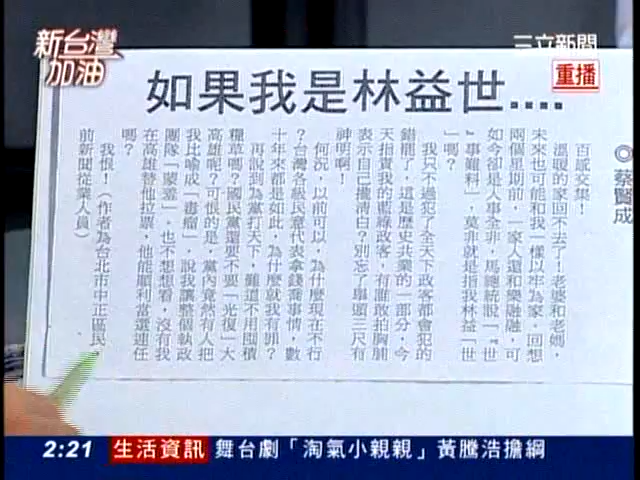 新台灣
加油
三立新聞
重播
如果我是林益世....
◎蔡賢成
百感交集!
溫暖的家回不去了!老婆和老媽,
未來也可能和我一樣以牢為家,回想
兩個星期前,一家人還和樂融融,可
如今卻是人事全非,馬總統說「『世
』事難料」,莫非就是指我林益『世
』嗎?
我只不過犯了全天下政客都會犯的
錯罷了,這是歷史共業的一部分,今
天指責我的藍綠政客,有誰敢拍胸脯
表示自己擺清白?別忘了舉頭三尺有
神明啊!
何況,以前可以,為什麼現在不行
?台灣各級民意代表拿錢喬事情,數
十年來都是如此,為什麼就我有罪?
再說到為黨打天下,難道不用囤積
糧草嗎?國民黨還要不要「光復」大
高雄呢?可恨的是,黨內竟然有人把
我比喻成「毒瘤」,說我讓整個執政
團隊「蒙塵」,也不想想看,沒有我
在高雄替他拉票,他能順利當選連任
嗎?
我恨!(作者為台北市中正區民,
前新聞從業人員)
2:21 生活資訊 舞台劇「淘氣小親親」黃騰浩擔綱